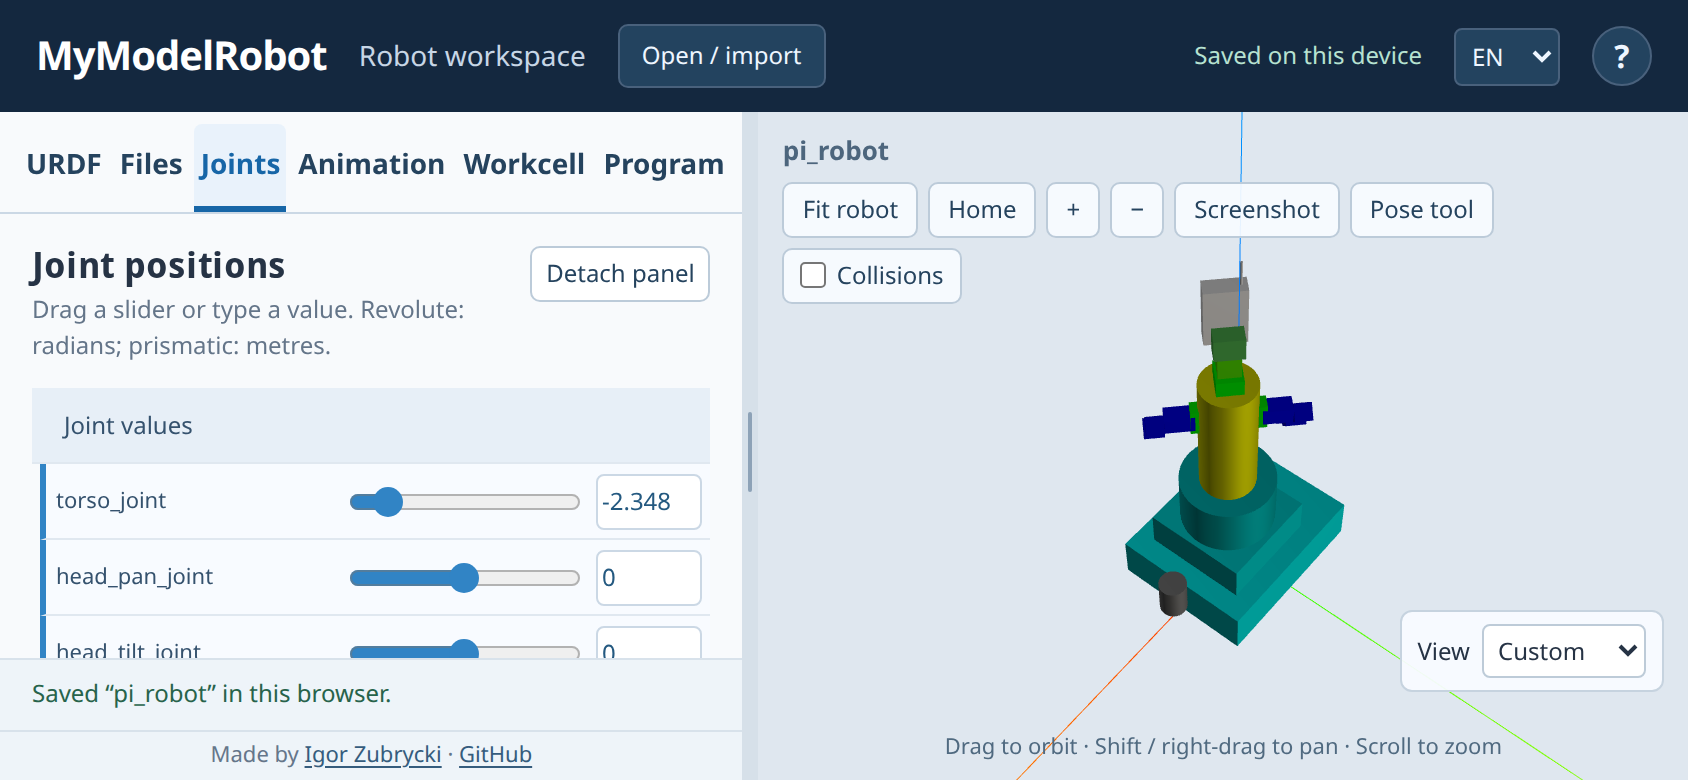 MyModelRobot
Robot workspace
Open / import
Saved on this device
EN
?
URDF
Files
Joints
Animation
Workcell
Program
Joint positions
Detach panel
Drag a slider or type a value. Revolute:
radians; prismatic: metres.
Joint values
torso_joint
-2.348
head_pan_joint
0
head_tilt_joint
0
Saved “pi_robot” in this browser.
Made by Igor Zubrycki · GitHub
pi_robot
Fit robot
Home
+
−
Screenshot
Pose tool
Collisions
View
Custom
Drag to orbit · Shift / right-drag to pan · Scroll to zoom